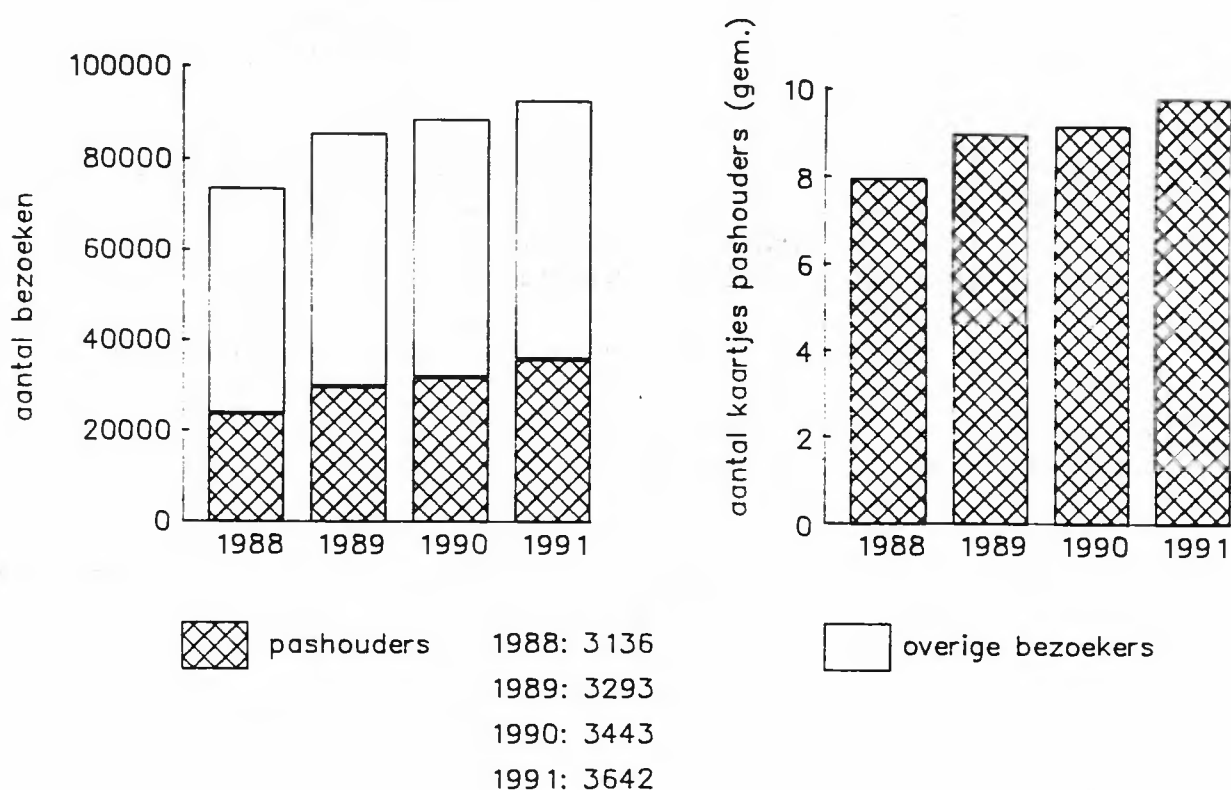 aantal bezoeken
100000
80000
60000
40000
20000
0
1988 1989 1990 1991
aantal kaartjes pashouders (gem.)
10
8
6
4
2
0
1988 1989 1990 1991
pashouders
1988: 3136
1989: 3293
1990: 3443
1991: 3642
overige bezoekers